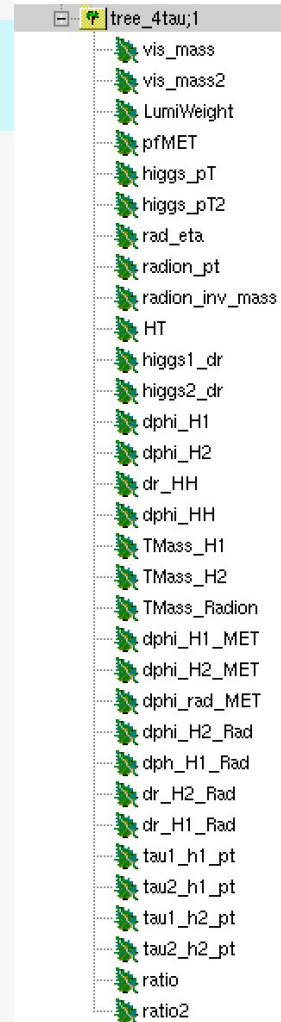 tree_4tau;1
vis_mass
vis_mass2
LumiWeight
pfMET
higgs_pT
higgs_pT2
rad_eta
radion_pt
radion_inv_mass
HT
higgs1_dr
higgs2_dr
dphi_H1
dphi_H2
dr_HH
dphi_HH
TMass_H1
TMass_H2
TMass_Radion
dphi_H1_MET
dphi_H2_MET
dphi_rad_MET
dphi_H2_Rad
dph_H1_Rad
dr_H2_Rad
dr_H1_Rad
tau1_h1_pt
tau2_h1_pt
tau1_h2_pt
tau2_h2_pt
ratio
ratio2